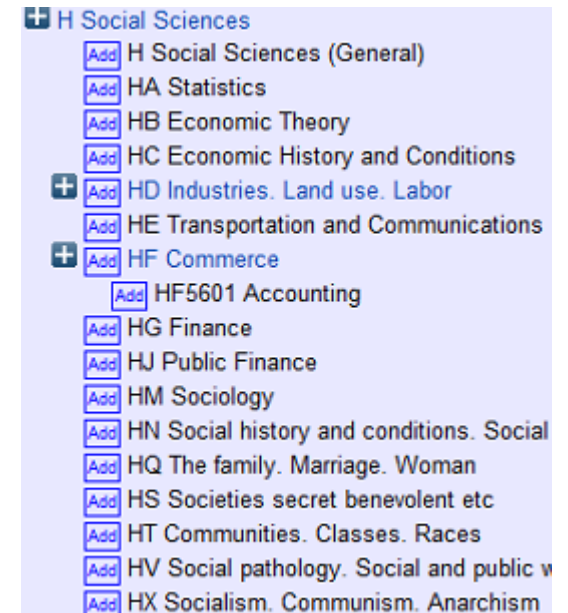 H Social Sciences
Add H Social Sciences (General)
Add HA Statistics
Add HB Economic Theory
Add HC Economic History and Conditions
Add HD Industries. Land use. Labor
Add HE Transportation and Communications
Add HF Commerce
Add HF5601 Accounting
Add HG Finance
Add HJ Public Finance
Add HM Sociology
Add HN Social history and conditions. Social
Add HQ The family. Marriage. Woman
Add HS Societies secret benevolent etc
Add HT Communities. Classes. Races
Add HV Social pathology. Social and public
Add HX Socialism. Communism. Anarchism